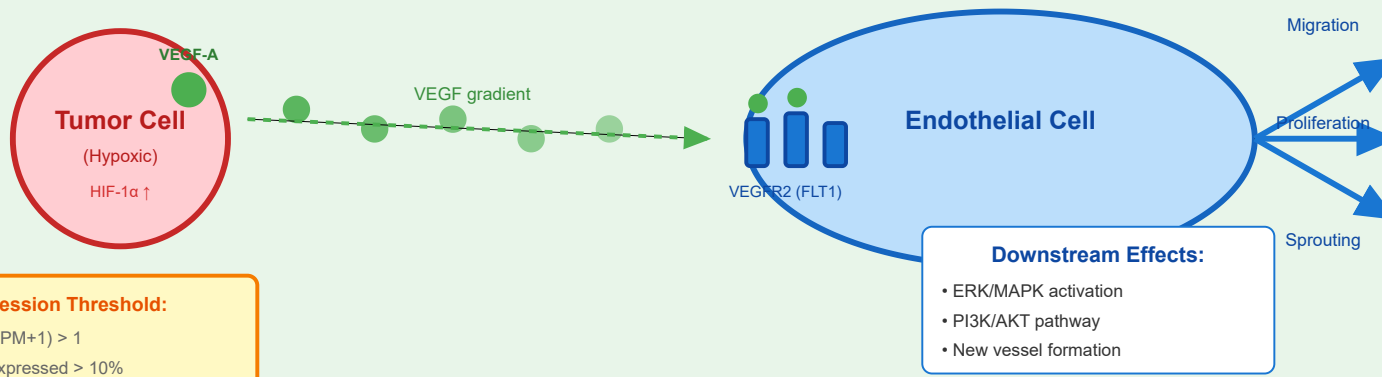 VEGF-A
Tumor Cell
(Hypoxic)
HIF-1α ↑
VEGF gradient
Endothelial Cell
VEGFR2 (FLT1)
Migration
Proliferation
Sprouting
Downstream Effects:
• ERK/MAPK activation
• PI3K/AKT pathway
• New vessel formation
ession Threshold:
PM+1) > 1
xpressed > 10%